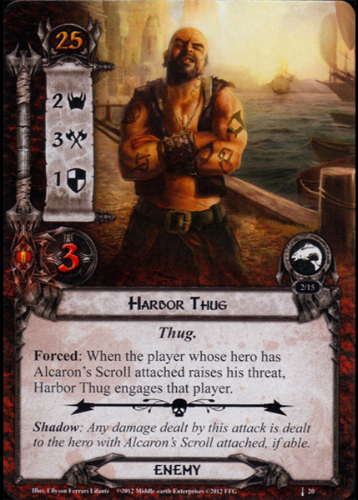 25
2
3
1
3
2/15
HARBOR THUG
Thug.
Forced: When the player whose hero has
Alcaron's Scroll attached raises his threat,
Harbor Thug engages that player.
Shadow: Any damage dealt by this attack is dealt
to the hero with Alcaron's Scroll attached, if able.
ENEMY
Illus. Ellyson Ferrari Lifante ©2012 Middle-earth Enterprises ©2012 FFG 20